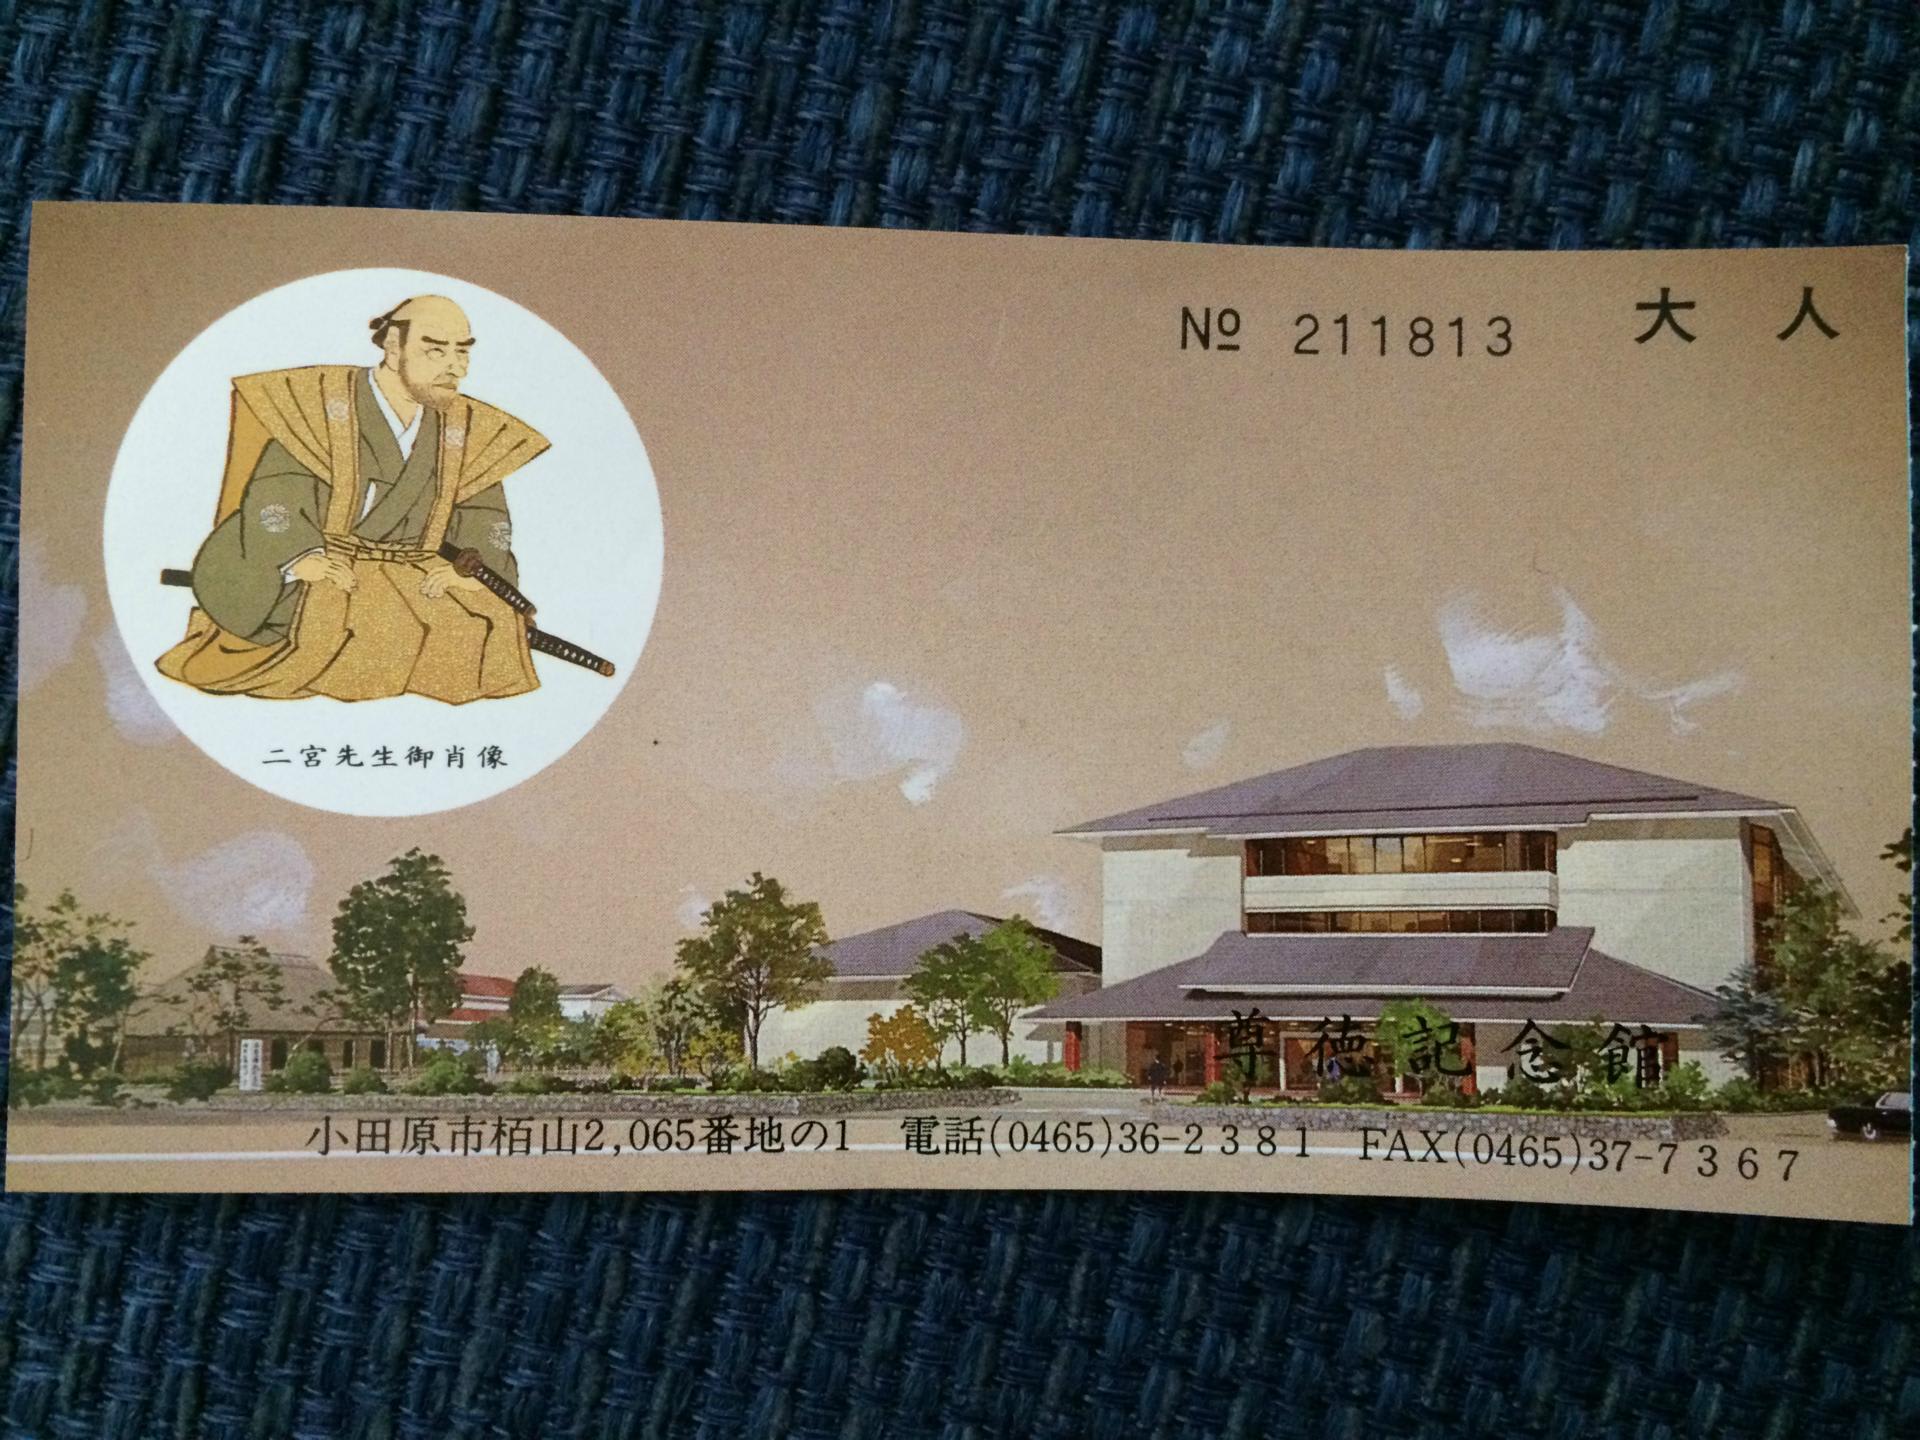 № 211813 大人
二宮先生御肖像
尊徳記念館
小田原市栢山2,065番地の1 電話(0465)36-2381 FAX(0465)37-7367